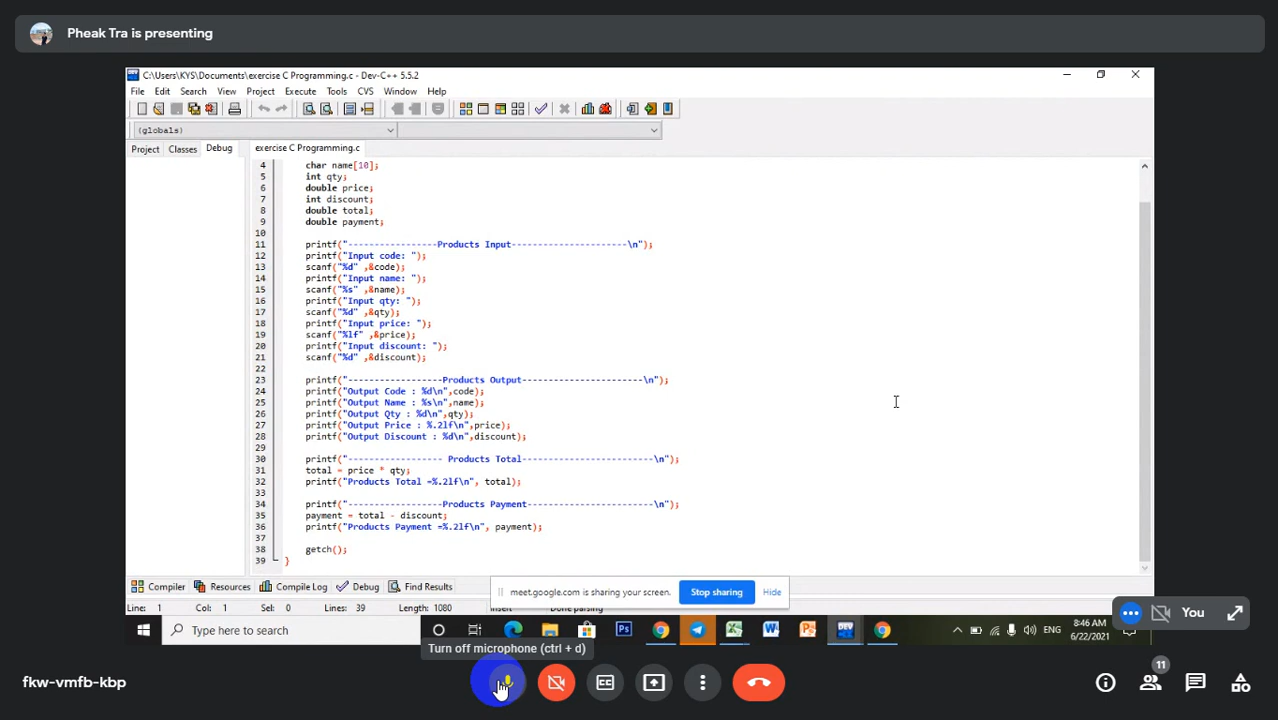 Pheak Tra is presenting
C:\Users\KYS\Documents\exercise C Programming.c - Dev-C++ 5.5.2
File Edit Search View Project Execute Tools CVS Window Help
(globals)
Project Classes Debug
exercise C Programming.c
4 char name[10];
5 int qty;
6 double price;
7 int discount;
8 double total;
9 double payment;
10
11 printf("-----------------Products Input----------------------\n");
12 printf("Input code: ");
13 scanf("%d" ,&code);
14 printf("Input name: ");
15 scanf("%s" ,&name);
16 printf("Input qty: ");
17 scanf("%d" ,&qty);
18 printf("Input price: ");
19 scanf("%lf" ,&price);
20 printf("Input discount: ");
21 scanf("%d" ,&discount);
22
23 printf("------------------Products Output-----------------------\n");
24 printf("Output Code : %d\n",code);
25 printf("Output Name : %s\n",name);
26 printf("Output Qty : %d\n",qty);
27 printf("Output Price : %.2lf\n",price);
28 printf("Output Discount : %d\n",discount);
29
30 printf("------------------ Products Total-------------------------\n");
31 total = price * qty;
32 printf("Products Total =%.2lf\n", total);
33
34 printf("------------------Products Payment------------------------\n");
35 payment = total - discount;
36 printf("Products Payment =%.2lf\n", payment);
37
38 getch();
39 }
Compiler Resources Compile Log Debug Find Results
meet.google.com is sharing your screen. Stop sharing Hide
Line: 1 Col: 1 Sel: 0 Lines: 39 Length: 1080 Insert Done parsing
You
Type here to search
ENG
8:46 AM
6/22/2021
Turn off microphone (ctrl + d)
fkw-vmfb-kbp
11